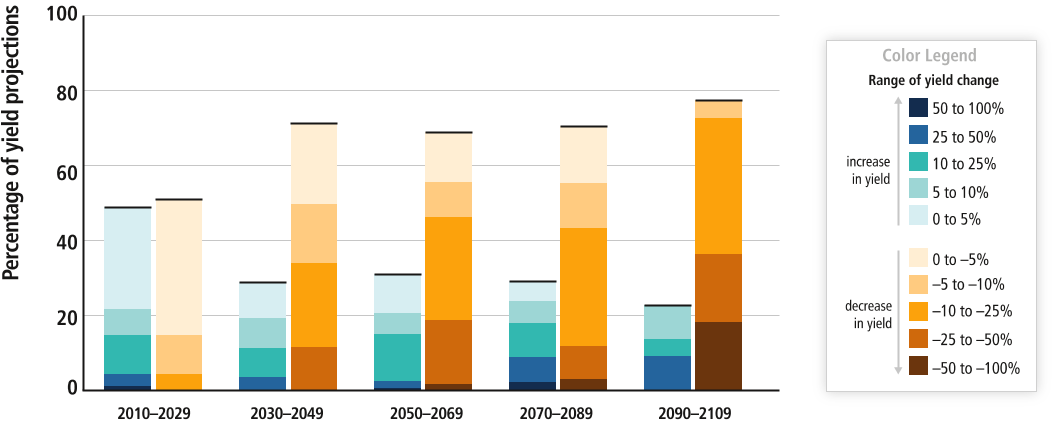 Percentage of yield projections
100
80
60
40
20
0
2010–2029
2030–2049
2050–2069
2070–2089
2090–2109
Color Legend
Range of yield change
increase
in yield
50 to 100%
25 to 50%
10 to 25%
5 to 10%
0 to 5%
decrease
in yield
0 to –5%
–5 to –10%
–10 to –25%
–25 to –50%
–50 to –100%